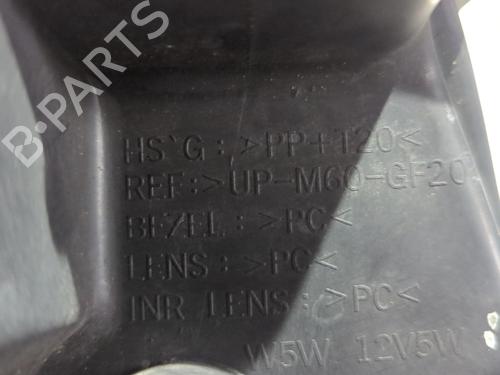 HS'G:>PP+T20<
REF:>UP-M60-GF20
BEZEL:>PC<
LENS:>PC<
INR LENS:>PC<
W5W 12V5W
B-PARTS